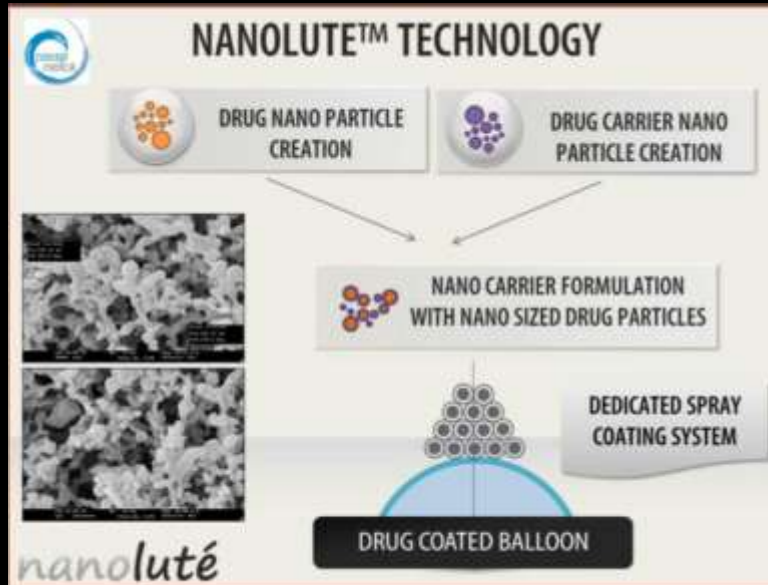 NANOLUTE™ TECHNOLOGY
DRUG NANO PARTICLE
CREATION
DRUG CARRIER NANO
PARTICLE CREATION
NANO CARRIER FORMULATION
WITH NANO SIZED DRUG PARTICLES
DEDICATED SPRAY
COATING SYSTEM
DRUG COATED BALLOON
nanoluté